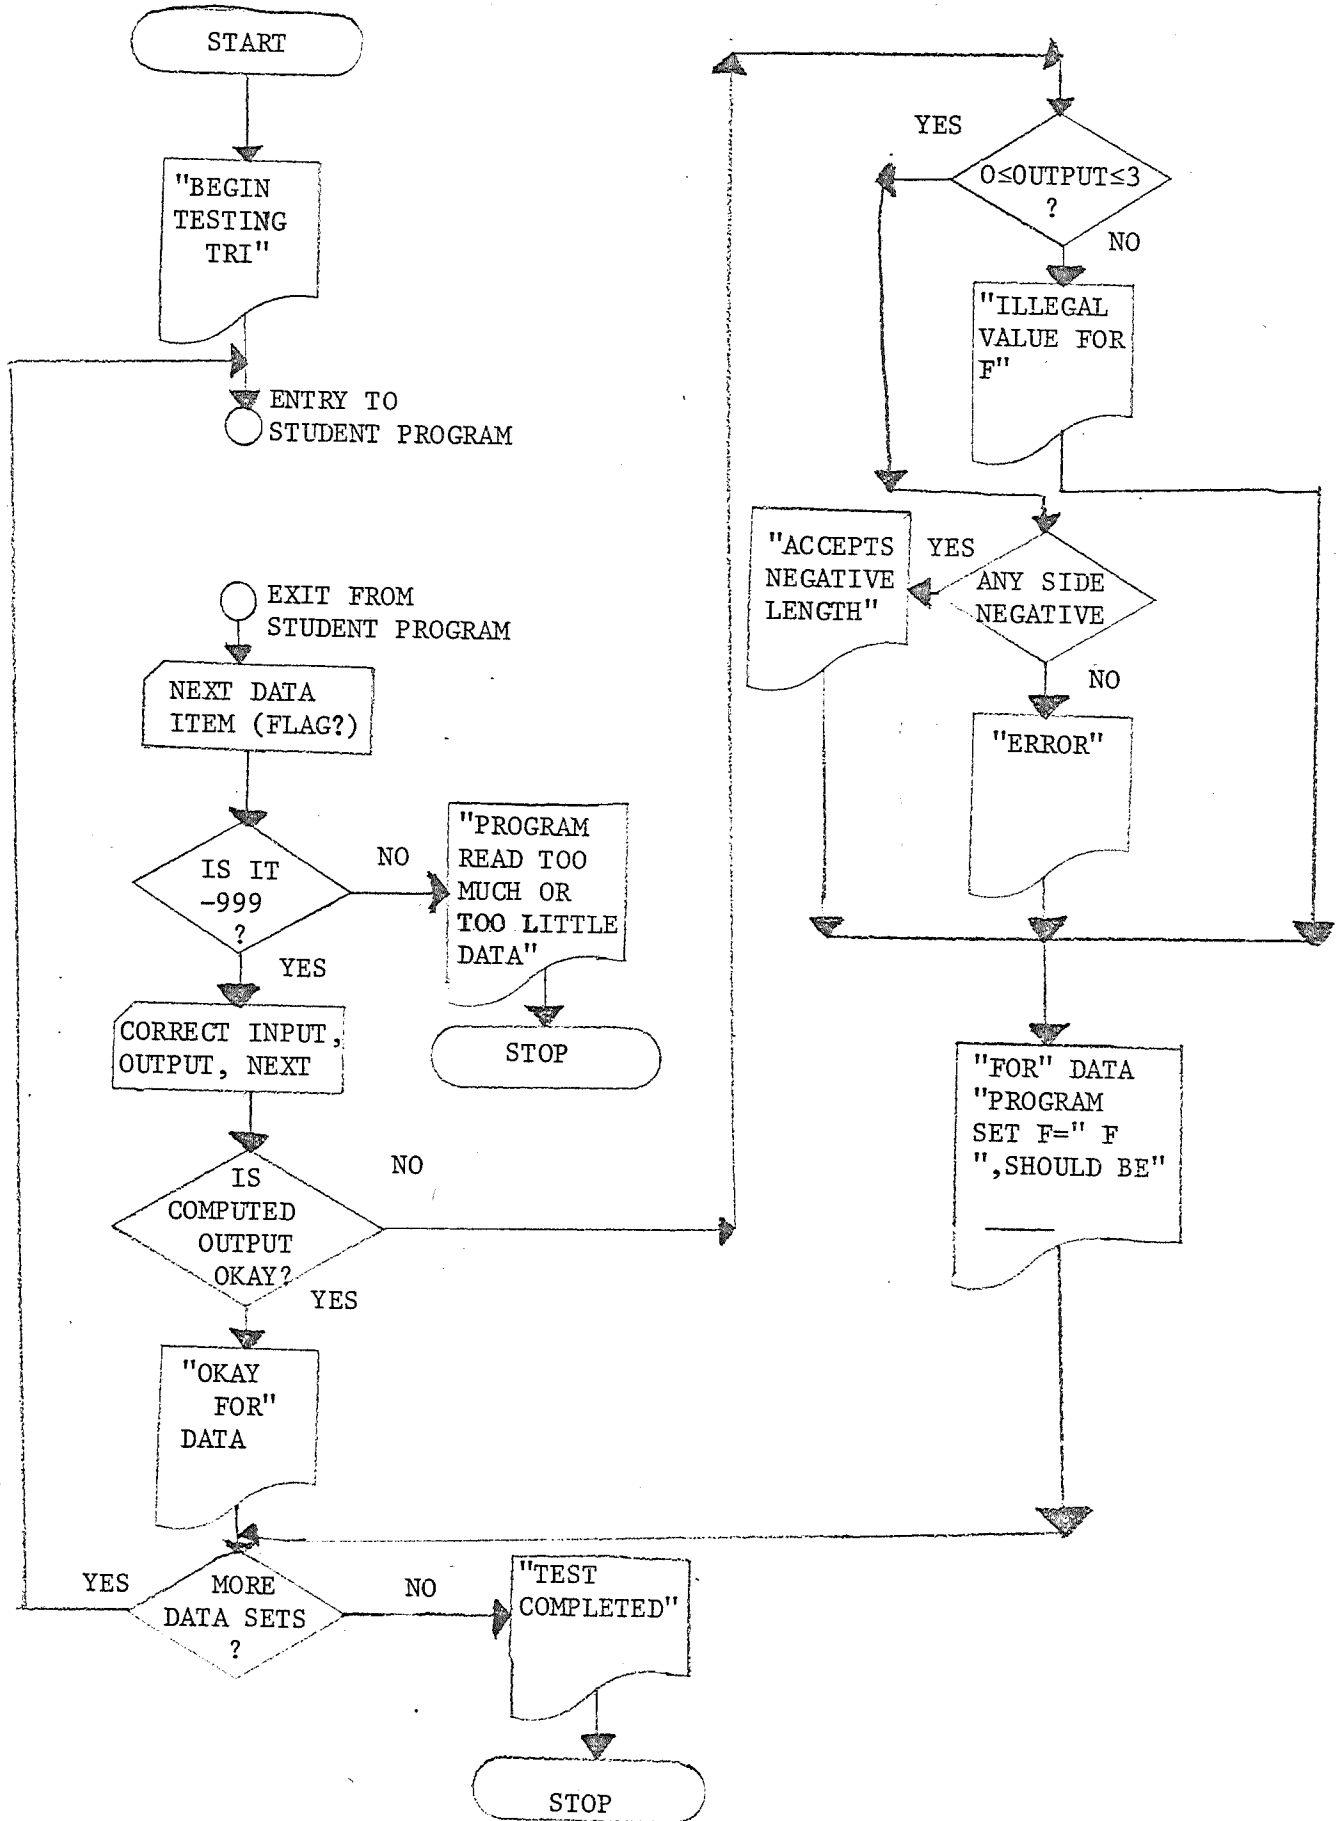 START
"BEGIN
TESTING
TRI"
ENTRY TO
STUDENT PROGRAM
EXIT FROM
STUDENT PROGRAM
NEXT DATA
ITEM (FLAG?)
IS IT
-999
?
NO
"PROGRAM
READ TOO
MUCH OR
TOO LITTLE
DATA"
STOP
YES
CORRECT INPUT,
OUTPUT, NEXT
IS
COMPUTED
OUTPUT
OKAY?
NO
YES
"OKAY
FOR"
DATA
YES
MORE
DATA SETS
?
NO
"TEST
COMPLETED"
STOP
YES
0≤OUTPUT≤3
?
NO
"ILLEGAL
VALUE FOR
F"
"ACCEPTS
NEGATIVE
LENGTH"
YES
ANY SIDE
NEGATIVE
NO
"ERROR"
"FOR" DATA
"PROGRAM
SET F=" F
",SHOULD BE"